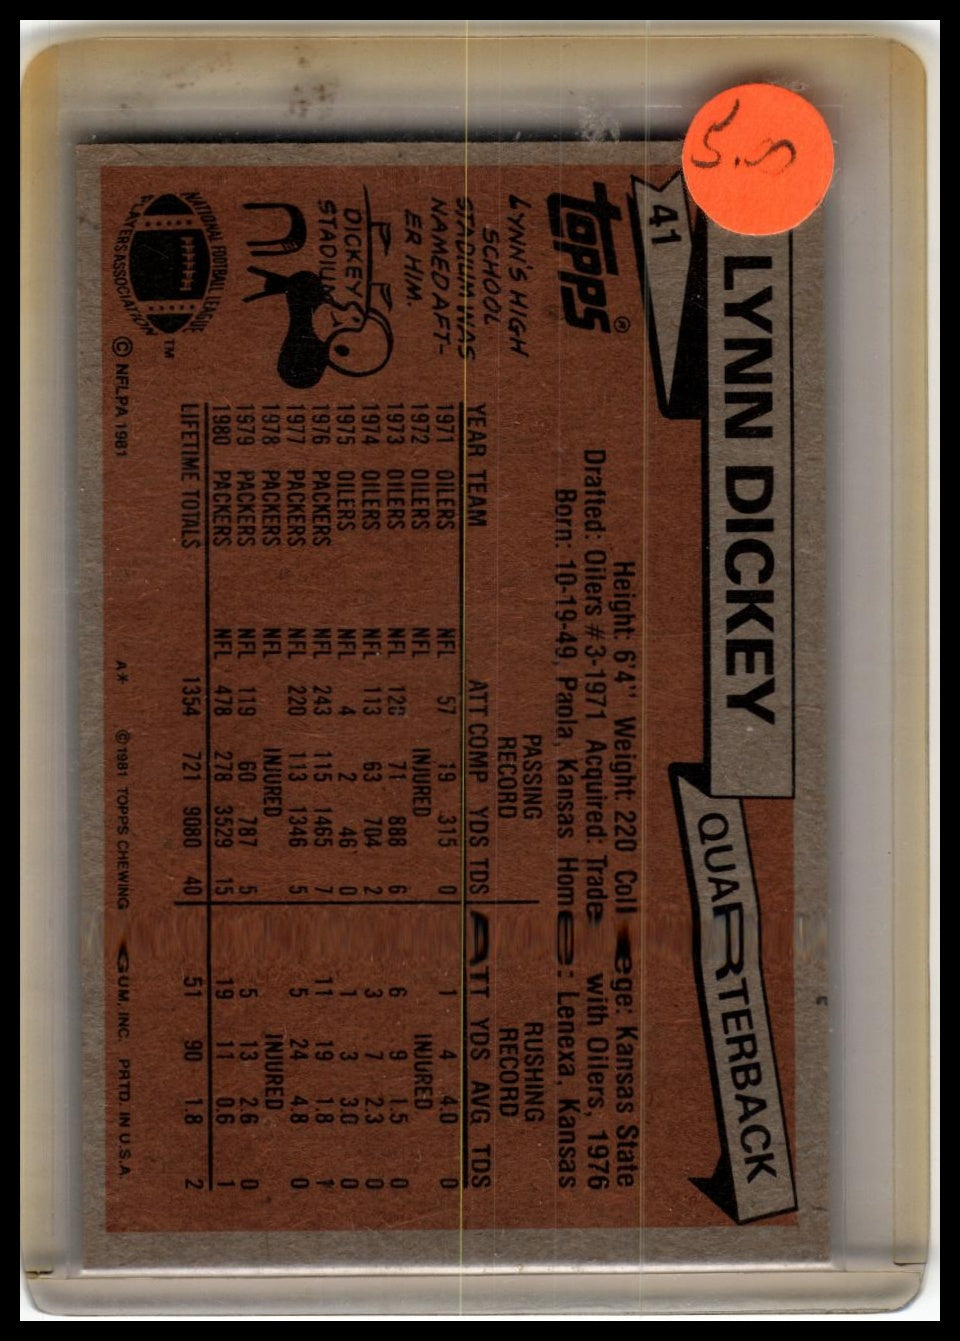 5.8
41
LYNN DICKEY
QUARTERBACK
topps®
Height: 6'4" Weight: 220 College: Kansas State
Drafted: Oilers #3-1971 Acquired: Trade with Oilers, 1976
Born: 10-19-49, Paola, Kansas Home: Lenexa, Kansas
LYNN'S HIGH
SCHOOL
STADIUM WAS
NAMED AFT-
ER HIM.
DICKEY
STADIUM
PASSING RECORD RUSHING RECORD
YEAR TEAM ATT COMP YDS TDS ATT YDS AVG TDS
1971 OILERS NFL 57 19 315 0 1 4 4.0 0
1972 OILERS NFL INJURED INJURED
1973 OILERS NFL 120 71 888 6 6 9 1.5 0
1974 OILERS NFL 113 63 704 2 3 7 2.3 0
1975 OILERS NFL 4 2 46 0 1 3 3.0 0
1976 PACKERS NFL 243 115 1465 7 11 19 1.8 1
1977 PACKERS NFL 220 113 1346 5 5 24 4.8 0
1978 PACKERS NFL INJURED INJURED
1979 PACKERS NFL 119 60 787 5 5 13 2.6 0
1980 PACKERS NFL 478 278 3529 15 19 11 0.6 1
LIFETIME TOTALS 1354 721 9080 40 51 90 1.8 2
NATIONAL FOOTBALL LEAGUE
PLAYERS ASSOCIATION
TM
© NFLPA 1981 A* © 1981 TOPPS CHEWING GUM, INC. PRTD. IN U.S.A.